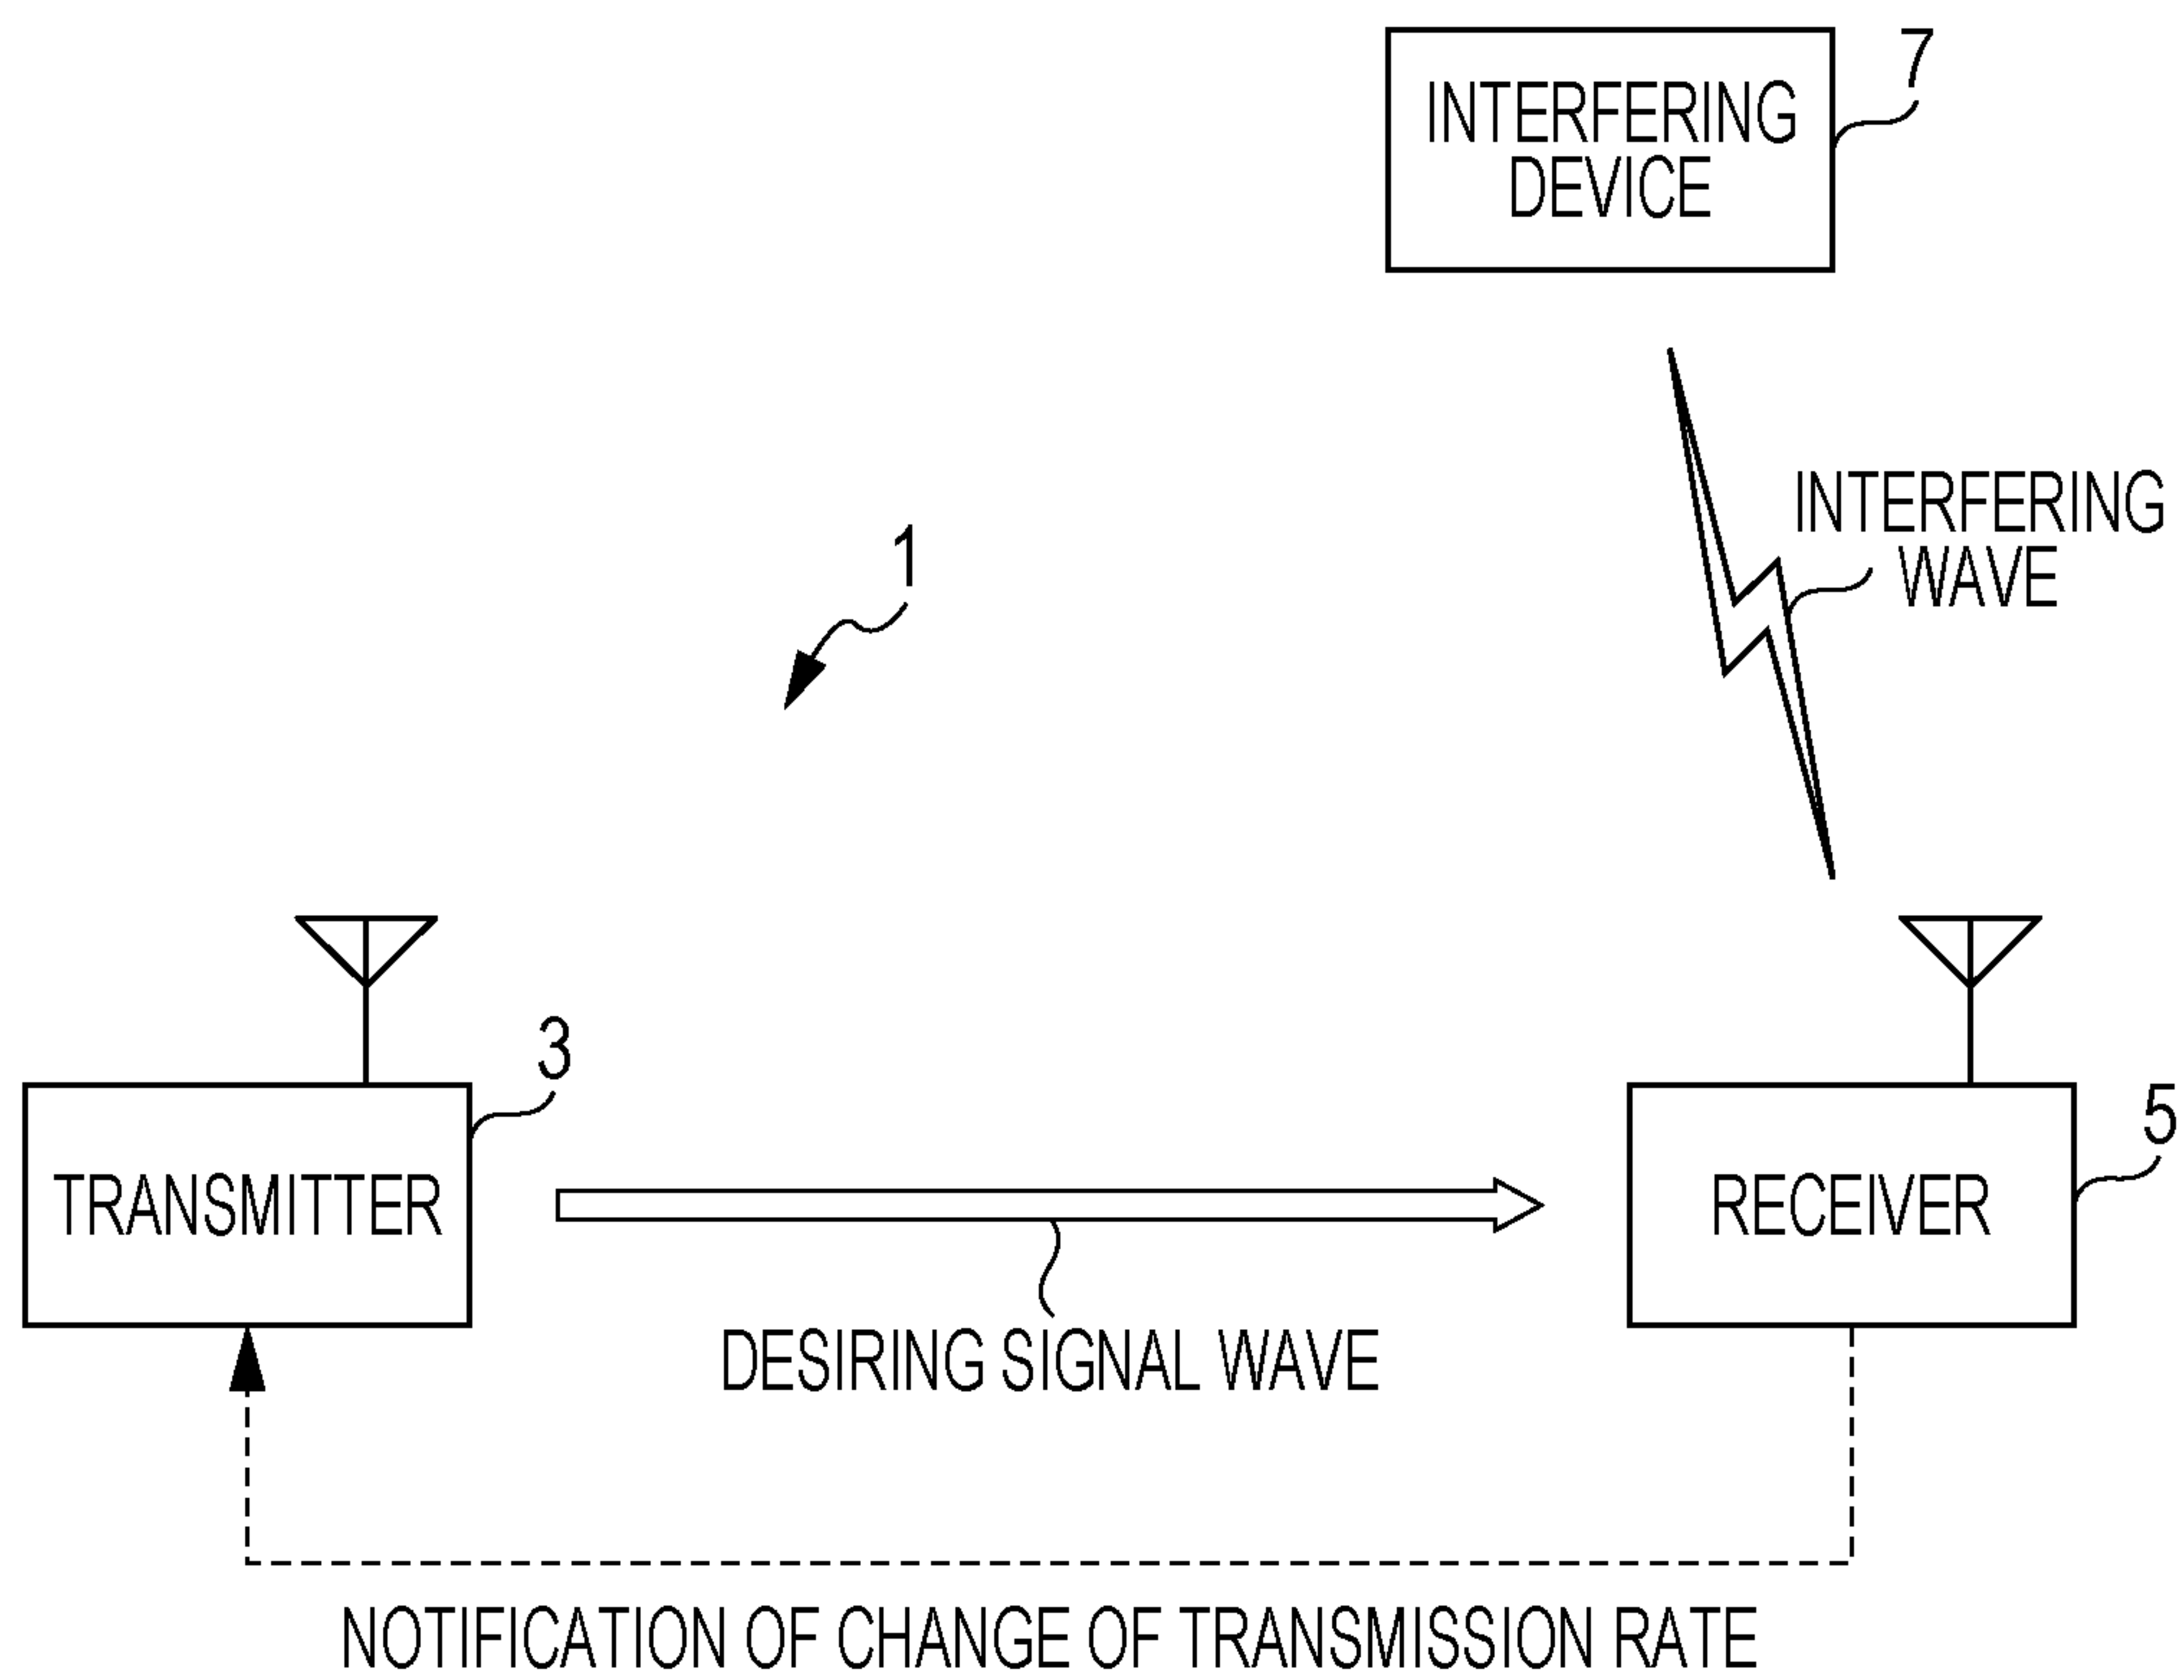 7
INTERFERING
DEVICE
INTERFERING
WAVE
1
3
TRANSMITTER
5
RECEIVER
DESIRING SIGNAL WAVE
NOTIFICATION OF CHANGE OF TRANSMISSION RATE